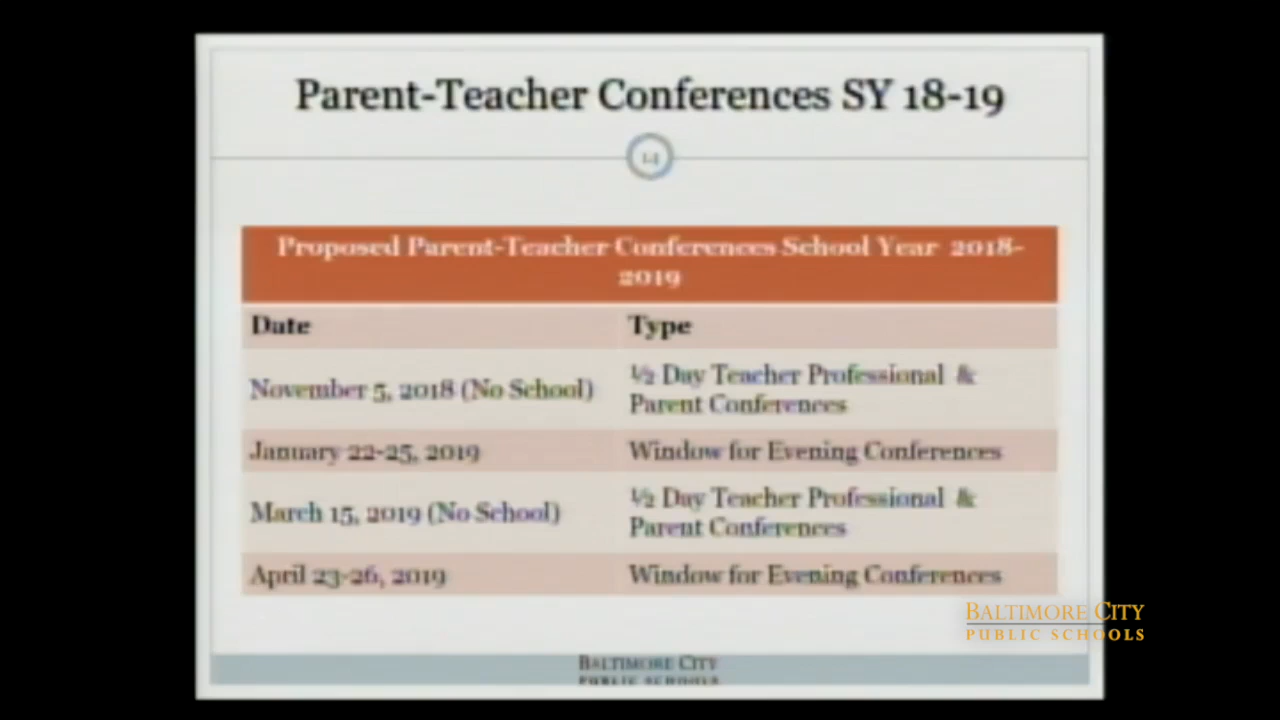 Parent-Teacher Conferences SY 18-19
Proposed Parent-Teacher Conferences School Year 2018-
2019
Date
Type
November 5, 2018 (No School)
½ Day Teacher Professional &
Parent Conferences
January 22-25, 2019
Window for Evening Conferences
March 15, 2019 (No School)
½ Day Teacher Professional &
Parent Conferences
April 23-26, 2019
Window for Evening Conferences
BALTIMORE CITY
PUBLIC SCHOOLS
BALTIMORE CITY
PUBLIC SCHOOLS